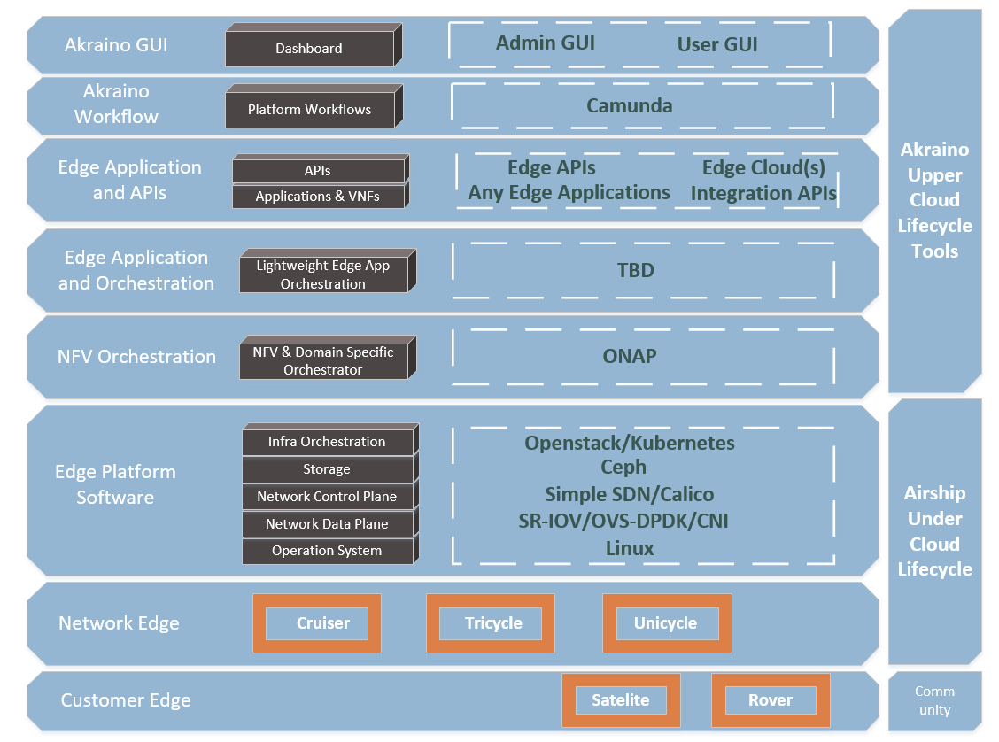 Akraino GUI
Dashboard
Admin GUI
User GUI
Akraino
Workflow
Platform Workflows
Camunda
Edge Application
and APIs
APIs
Applications & VNFs
Edge APIs
Any Edge Applications
Edge Cloud(s)
Integration APIs
Edge Application
and Orchestration
Lightweight Edge App
Orchestration
TBD
NFV Orchestration
NFV & Domain Specific
Orchestrator
ONAP
Akraino
Upper
Cloud
Lifecycle
Tools
Edge Platform
Software
Infra Orchestration
Storage
Network Control Plane
Network Data Plane
Operation System
Openstack/Kubernetes
Ceph
Simple SDN/Calico
SR-IOV/OVS-DPDK/CNI
Linux
Network Edge
Cruiser
Tricycle
Unicycle
Airship
Under
Cloud
Lifecycle
Customer Edge
Satelite
Rover
Comm
unity